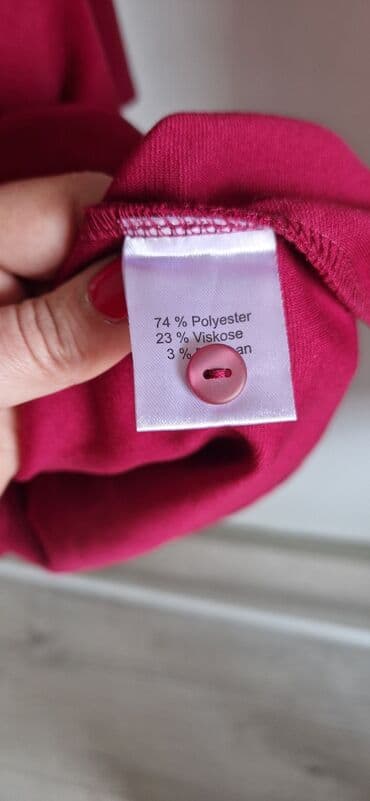 74 % Polyester
23 % Viskose
3 %